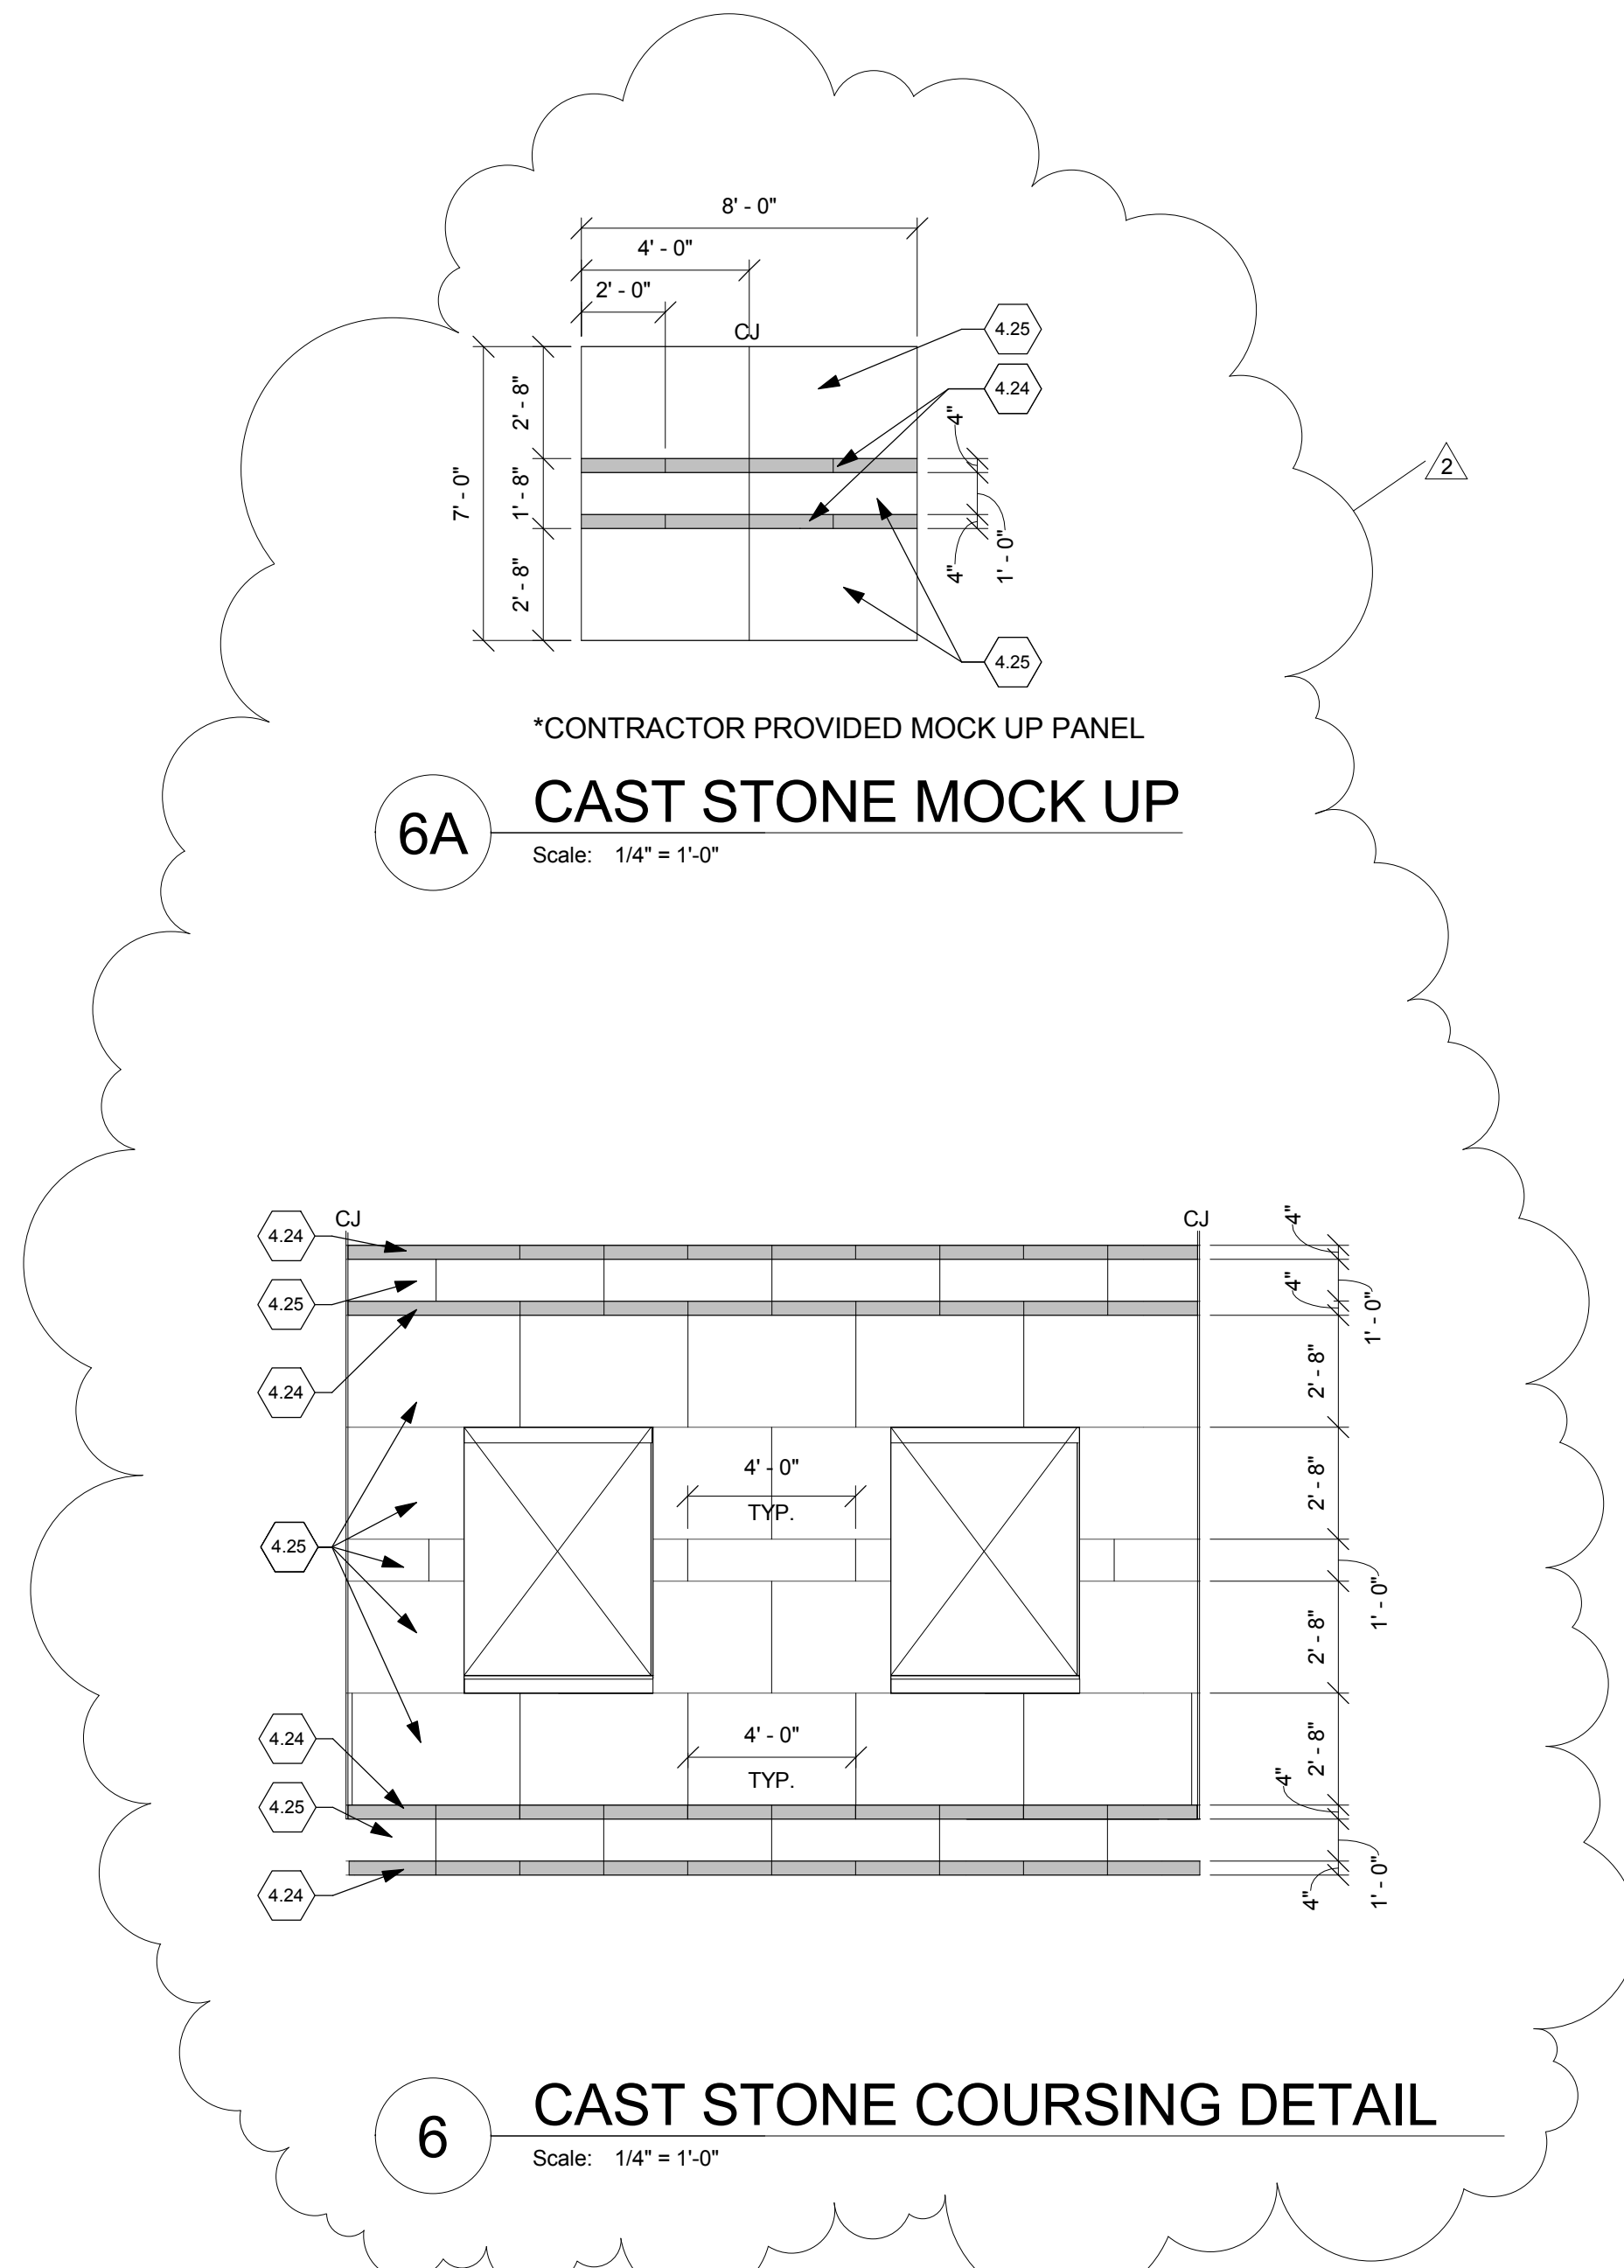 8' - 0"
4' - 0"
2' - 0"
CJ
4.25
4.24
2' - 8"
1' - 8"
2' - 8"
7' - 0"
4"
4"
1' - 0"
4.25
2
*CONTRACTOR PROVIDED MOCK UP PANEL
6A
CAST STONE MOCK UP
Scale: 1/4" = 1'-0"
CJ
CJ
4.24
4.25
4.24
4.25
4.24
4.25
4.24
4' - 0"
TYP.
4' - 0"
TYP.
4"
4"
1' - 0"
2' - 8"
2' - 8"
1' - 0"
2' - 8"
2' - 8"
4"
4"
1' - 0"
6
CAST STONE COURSING DETAIL
Scale: 1/4" = 1'-0"